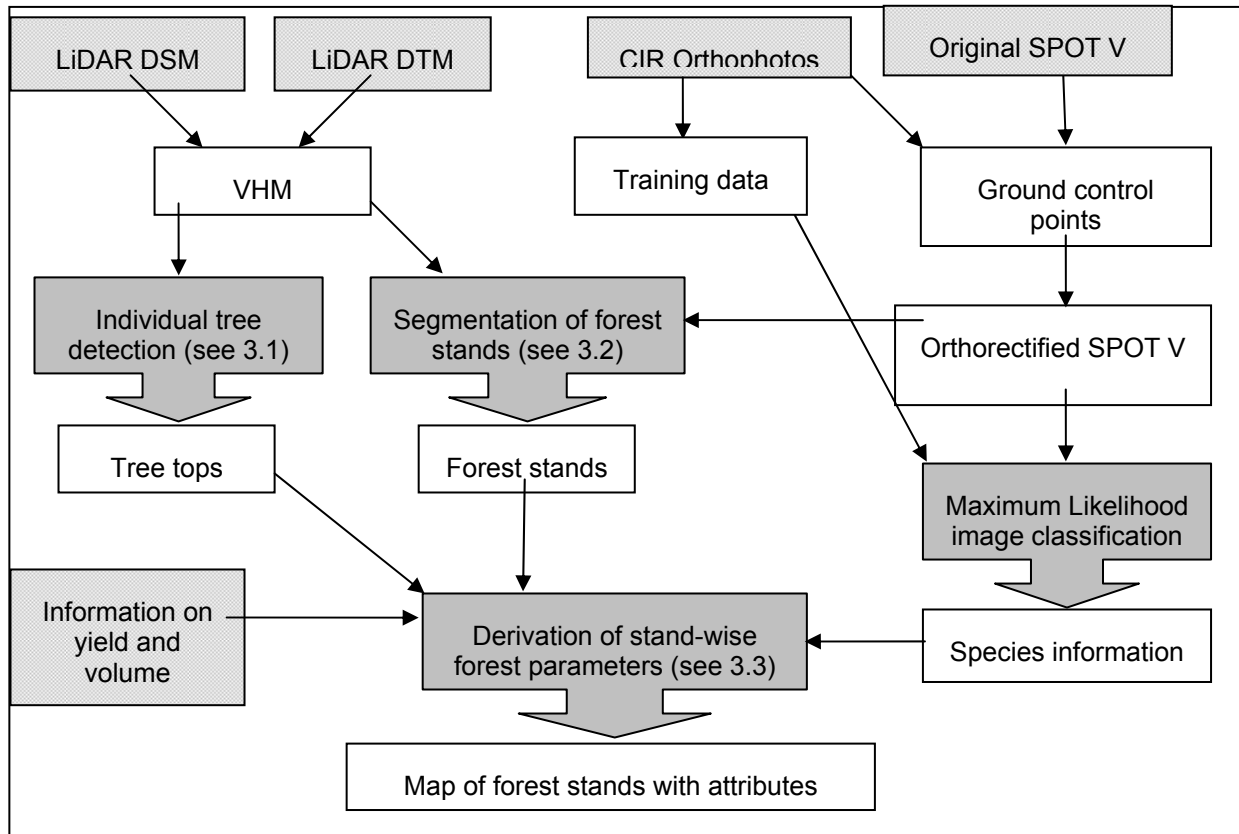 LiDAR DSM
LiDAR DTM
CIR Orthophotos
Original SPOT V
VHM
Training data
Ground control
points
Individual tree
detection (see 3.1)
Segmentation of forest
stands (see 3.2)
Orthorectified SPOT V
Tree tops
Forest stands
Maximum Likelihood
image classification
Information on
yield and
volume
Derivation of stand-wise
forest parameters (see 3.3)
Species information
Map of forest stands with attributes